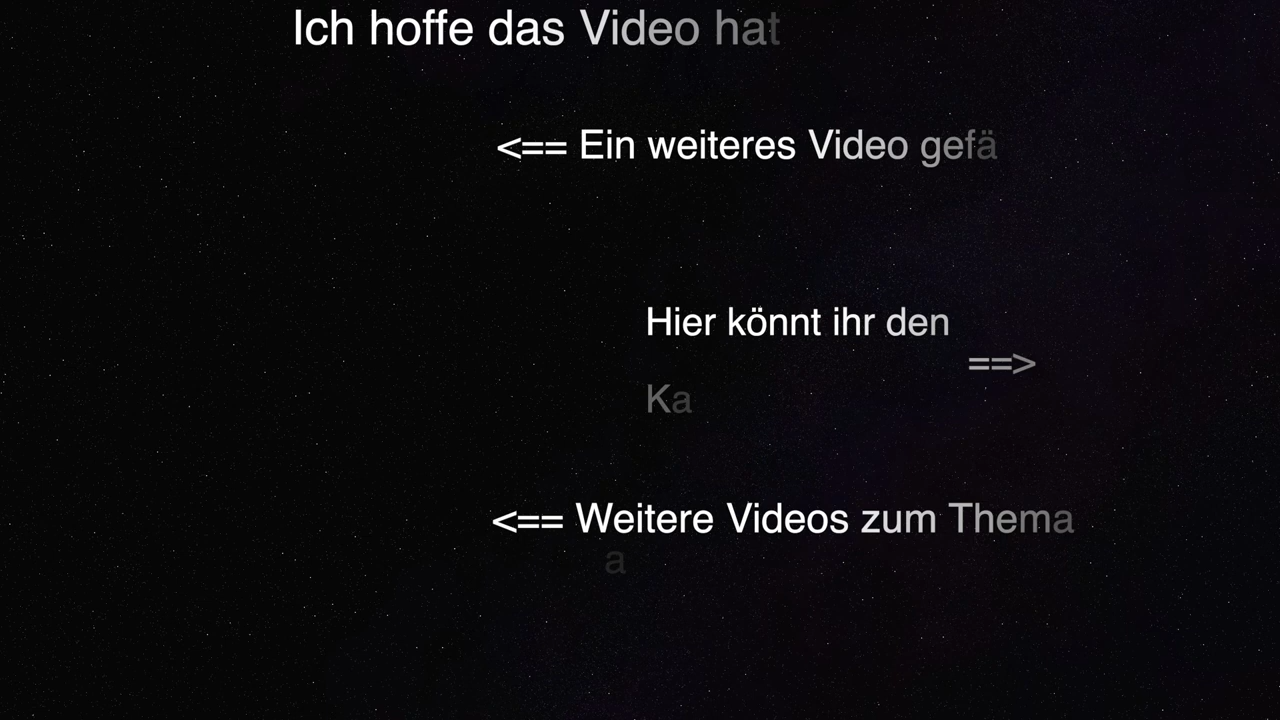 Ich hoffe das Video hat
<== Ein weiteres Video gefä
Hier könnt ihr den
==>
Ka
<== Weitere Videos zum Thema
a